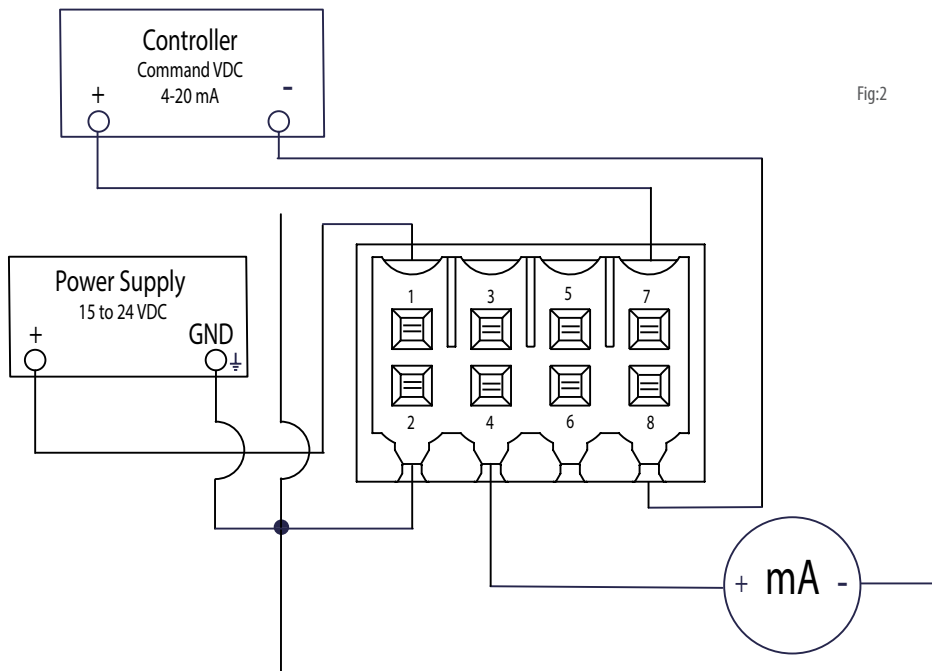 Controller
Command VDC
4-20 mA
+ -
Fig:2
Power Supply
15 to 24 VDC
+ GND
1 3 5 7
2 4 6 8
+ mA -